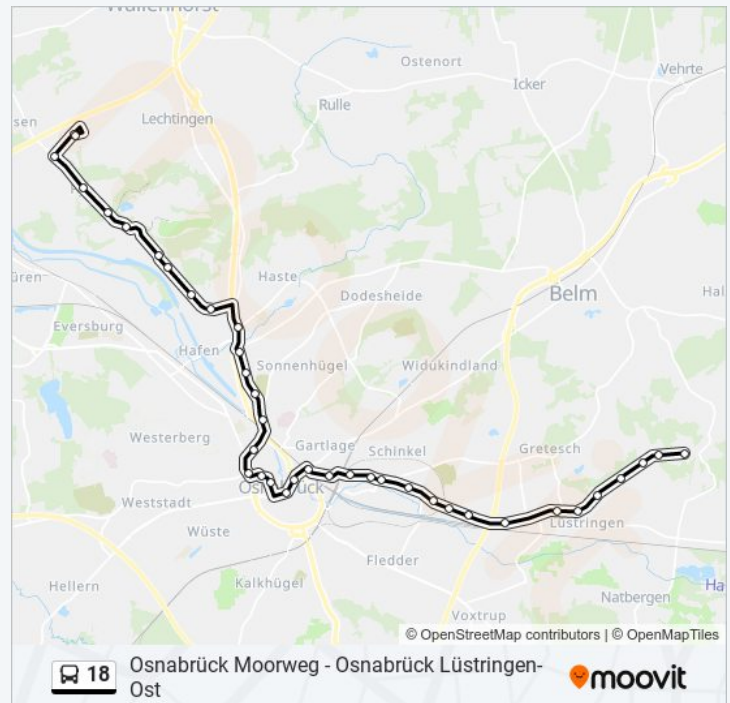 Wallenhorst
Ostenort
Vehrte
Icker
Rulle
Lechtingen
sen
Haste
Hal
üren
Dodesheide
Belm
Eversburg
Hafen
Sonnenhügel
Widukindland
Westerberg
Gartlage
Schinkel
Gretesch
Osnabrück
Weststadt
Wüste
Lüstringen
Fledder
Hellern
Kalkhügel
Ha
Natbergen
Voxtrup
© OpenStreetMap contributors | © OpenMapTiles
18
Osnabrück Moorweg - Osnabrück Lüstringen-
Ost
moovit